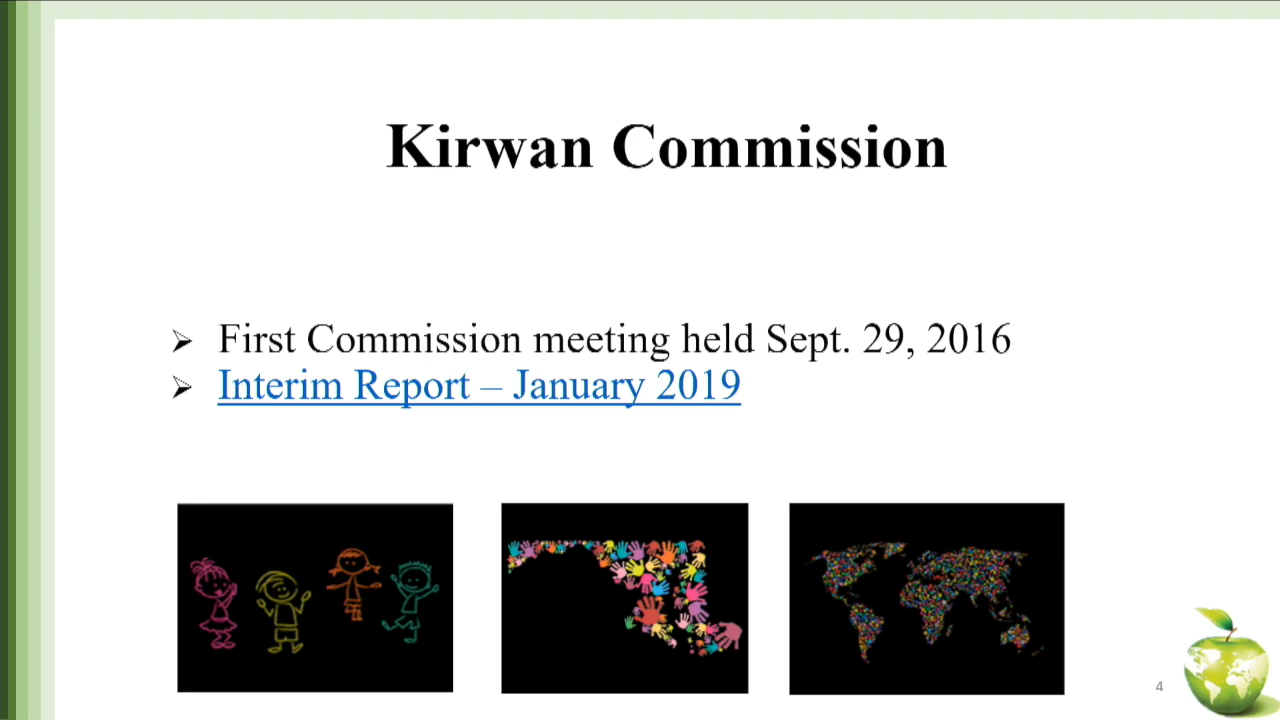 Kirwan Commission
➢ First Commission meeting held Sept. 29, 2016
➢ Interim Report – January 2019
4